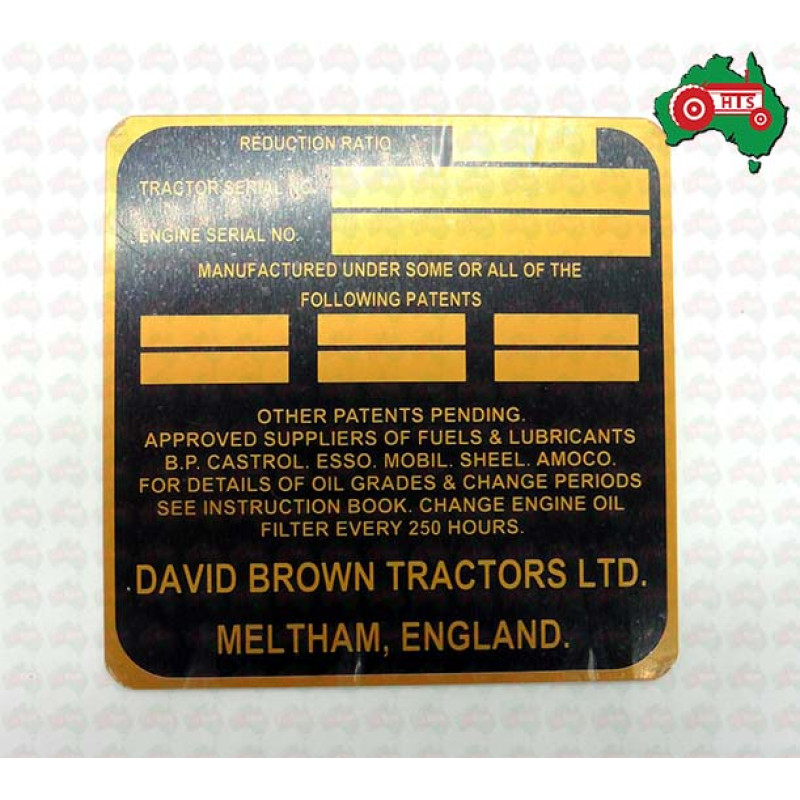 HTS
REDUCTION RATIO
TRACTOR SERIAL NO.
ENGINE SERIAL NO.
MANUFACTURED UNDER SOME OR ALL OF THE
FOLLOWING PATENTS
OTHER PATENTS PENDING.
APPROVED SUPPLIERS OF FUELS & LUBRICANTS
B.P. CASTROL. ESSO. MOBIL. SHEEL. AMOCO.
FOR DETAILS OF OIL GRADES & CHANGE PERIODS
SEE INSTRUCTION BOOK. CHANGE ENGINE OIL
FILTER EVERY 250 HOURS.
.DAVID BROWN TRACTORS LTD.
MELTHAM, ENGLAND.